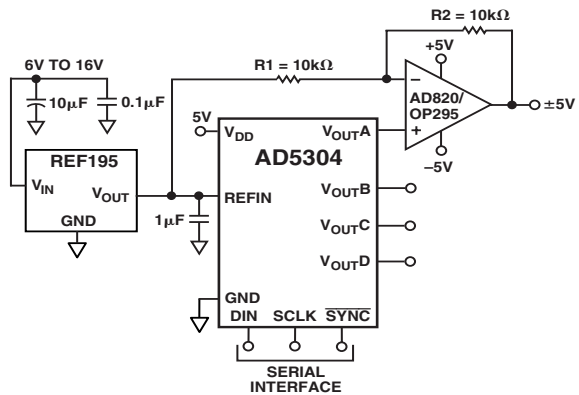 R2 = 10kΩ
6V TO 16V
R1 = 10kΩ
+5V
10µF
0.1µF
AD820/
OP295
−
+
±5V
−5V
5V
VDD
VOUTA
AD5304
REF195
VIN
VOUT
GND
REFIN
1µF
VOUTB
VOUTC
VOUTD
GND
DIN SCLK SYNC
SERIAL
INTERFACE